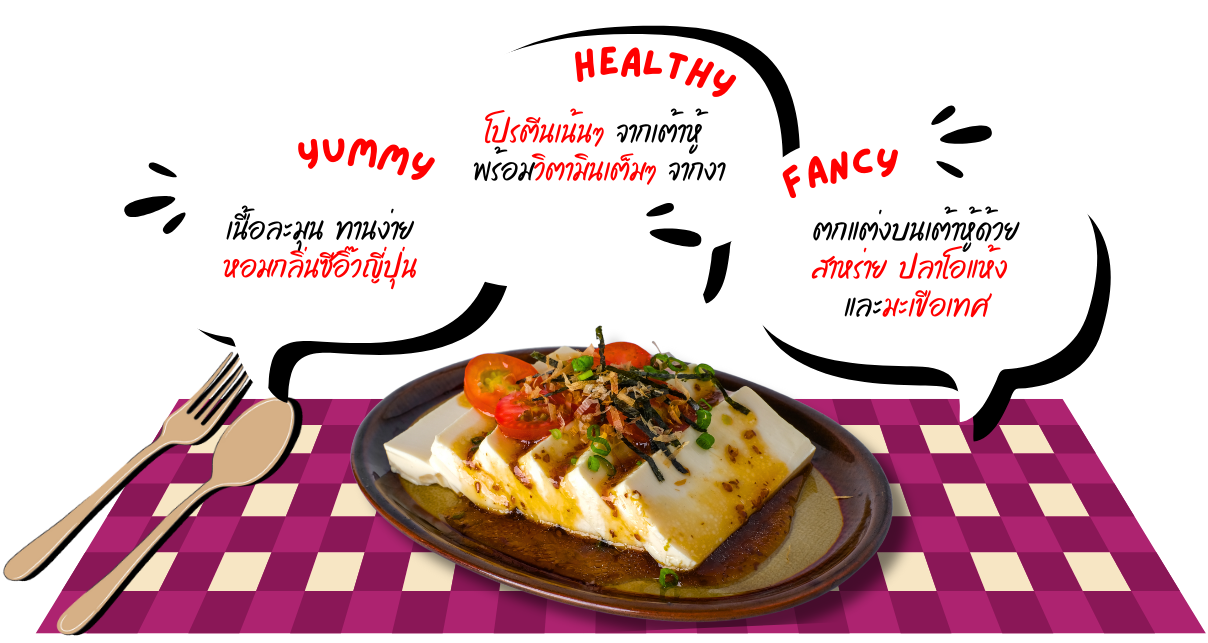 HEALTHY
โปรตีนเน้นๆ จากเต้าหู้
พร้อมวิตามินเต็มๆ จากงา
YUMMY
เนื้อละมุน ทานง่าย
หอมกลิ่นซีอิ๊วญี่ปุ่น
FANCY
ตกแต่งบนเต้าหู้ด้วย
สาหร่าย ปลาโอแห้ง
และมะเขือเทศ